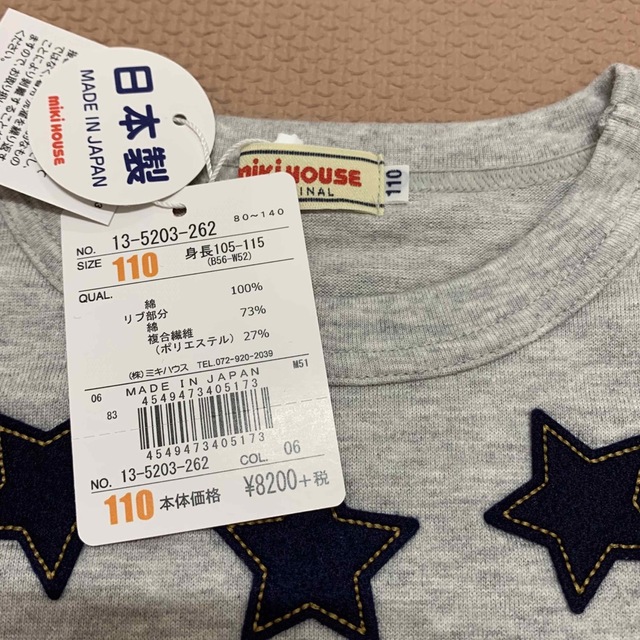 日本製
MADE IN JAPAN
miki HOUSE
miki HOUSE
INAL
110
80~140
NO. 13-5203-262
SIZE 110 身長105-115
(B56-W52)
QUAL.
綿 100%
リブ部分
綿 73%
複合繊維
(ポリエステル) 27%
(株)ミキハウス TEL.072-920-2039
MADE IN JAPAN
06
83
M51
4549473405173
4549473405173
NO. 13-5203-262 COL. 06
110 本体価格 ¥8200+税